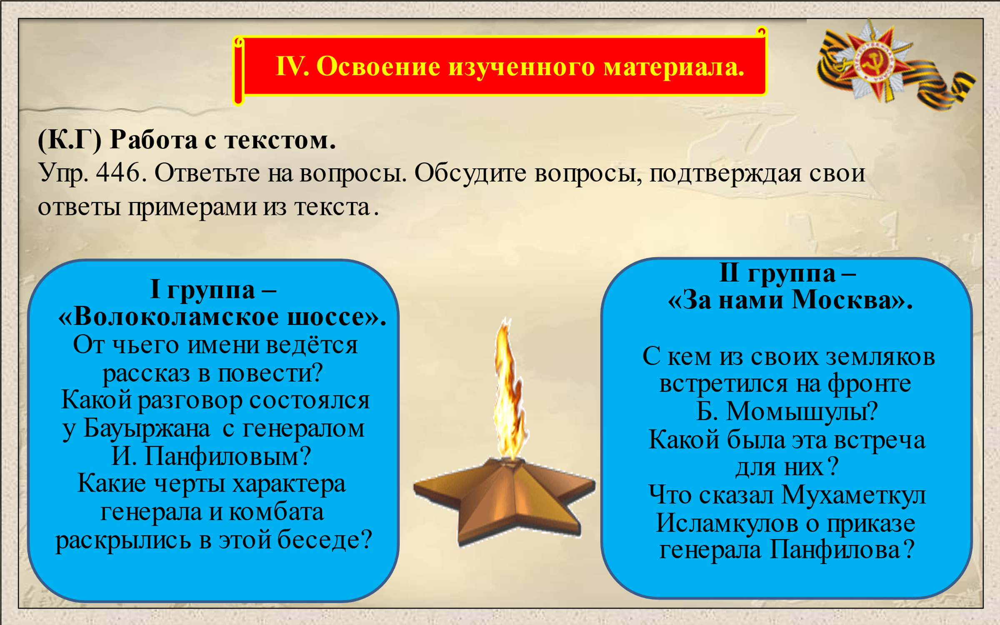 IV. Освоение изученного материала.
(К.Г) Работа с текстом.
Упр. 446. Ответьте на вопросы. Обсудите вопросы, подтверждая свои
ответы примерами из текста.
I группа –
«Волоколамское шоссе».
От чьего имени ведётся
рассказ в повести?
Какой разговор состоялся
у Бауыржана с генералом
И. Панфиловым?
Какие черты характера
генерала и комбата
раскрылись в этой беседе?
II группа –
«За нами Москва».
С кем из своих земляков
встретился на фронте
Б. Момышулы?
Какой была эта встреча
для них?
Что сказал Мухаметкул
Исламкулов о приказе
генерала Панфилова?